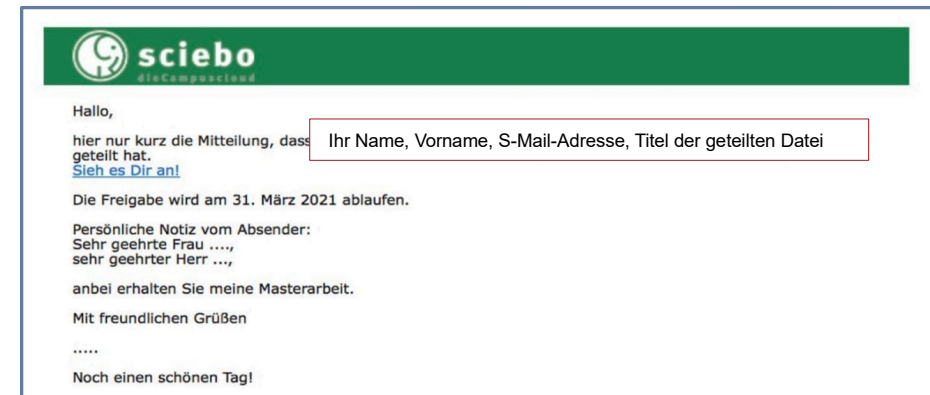 sciebo
dieCampuscloud
Hallo,
hier nur kurz die Mitteilung, dass
Ihr Name, Vorname, S-Mail-Adresse, Titel der geteilten Datei
geteilt hat.
Sieh es Dir an!
Die Freigabe wird am 31. März 2021 ablaufen.
Persönliche Notiz vom Absender:
Sehr geehrte Frau ....,
sehr geehrter Herr ...,
anbei erhalten Sie meine Masterarbeit.
Mit freundlichen Grüßen
.....
Noch einen schönen Tag!